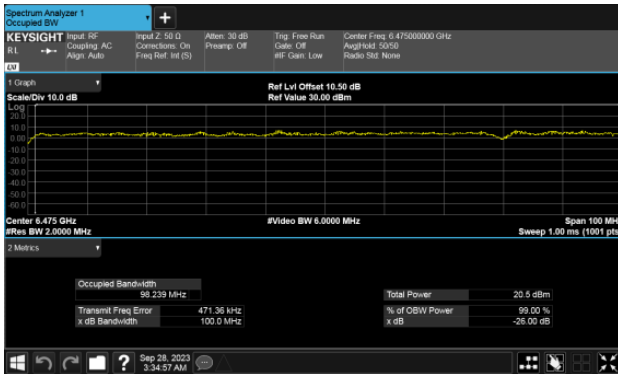 Spectrum Analyzer 1
Occupied BW
KEYSIGHT
RL
LXI
Input: RF
Coupling: AC
Align: Auto
Input Z: 50 Ω
Corrections: On
Freq Ref: Int (S)
Atten: 30 dB
Preamp: Off
Trig: Free Run
Gate: Off
#IF Gain: Low
Center Freq: 6.475000000 GHz
Avg|Hold: 50/50
Radio Std: None
1 Graph
Scale/Div 10.0 dB
Ref Lvl Offset 10.50 dB
Ref Value 30.00 dBm
Log
20.0
10.0
0.00
-10.0
-20.0
-30.0
-40.0
-50.0
-60.0
Center 6.475 GHz
#Res BW 2.0000 MHz
#Video BW 6.0000 MHz
Span 100 MH
Sweep 1.00 ms (1001 pts
2 Metrics
Occupied Bandwidth
98.239 MHz
Transmit Freq Error 471.36 kHz
x dB Bandwidth 100.0 MHz
Total Power 20.5 dBm
% of OBW Power 99.00 %
x dB -26.00 dB
?
Sep 28, 2023
3:34:57 AM